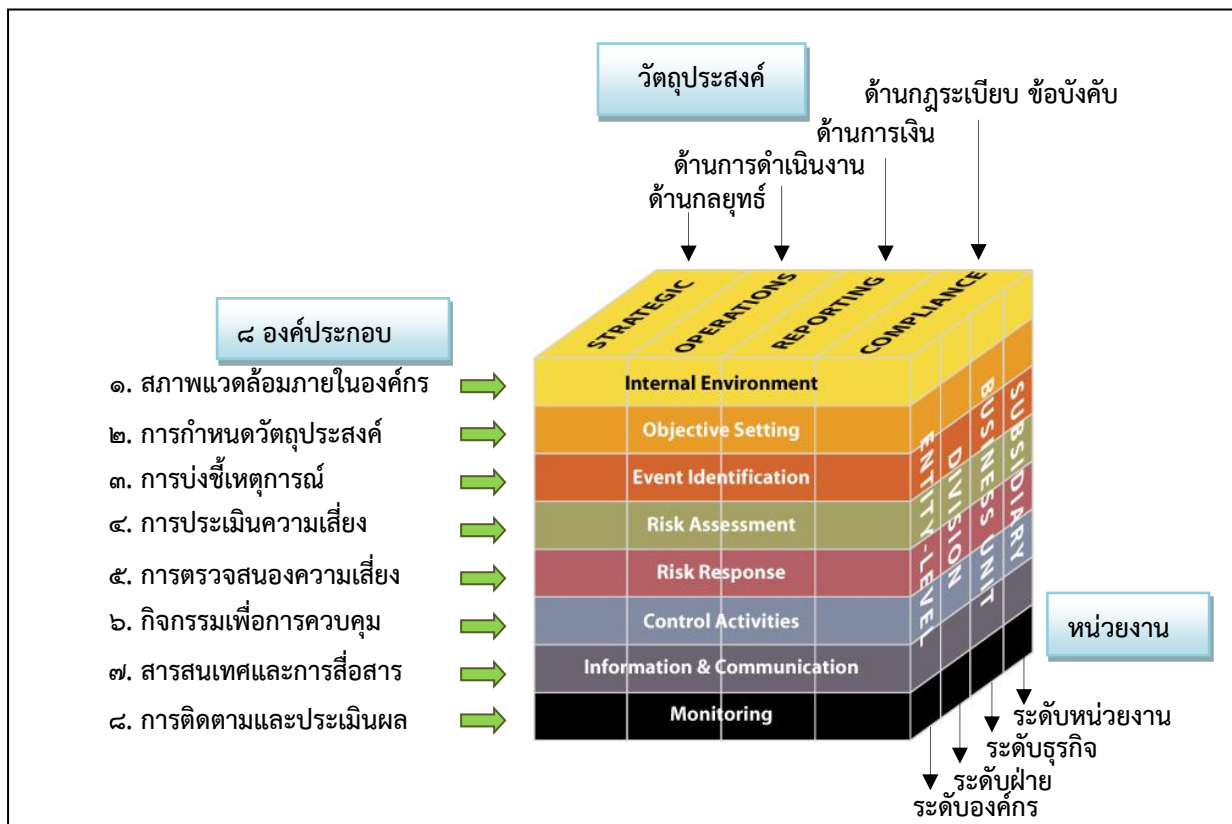 วัตถุประสงค์
ด้านกฎระเบียบ ข้อบังคับ
ด้านการเงิน
ด้านการดำเนินงาน
ด้านกลยุทธ์
STRATEGIC
OPERATIONS
REPORTING
COMPLIANCE
๘ องค์ประกอบ
๑. สภาพแวดล้อมภายในองค์กร
Internal Environment
๒. การกำหนดวัตถุประสงค์
Objective Setting
๓. การบ่งชี้เหตุการณ์
Event Identification
๔. การประเมินความเสี่ยง
Risk Assessment
๕. การตรวจสนองความเสี่ยง
Risk Response
๖. กิจกรรมเพื่อการควบคุม
Control Activities
๗. สารสนเทศและการสื่อสาร
Information & Communication
๘. การติดตามและประเมินผล
Monitoring
ENTITY-LEVEL
DIVISION
BUSINESS UNIT
SUBSIDIARY
หน่วยงาน
ระดับหน่วยงาน
ระดับธุรกิจ
ระดับฝ่าย
ระดับองค์กร